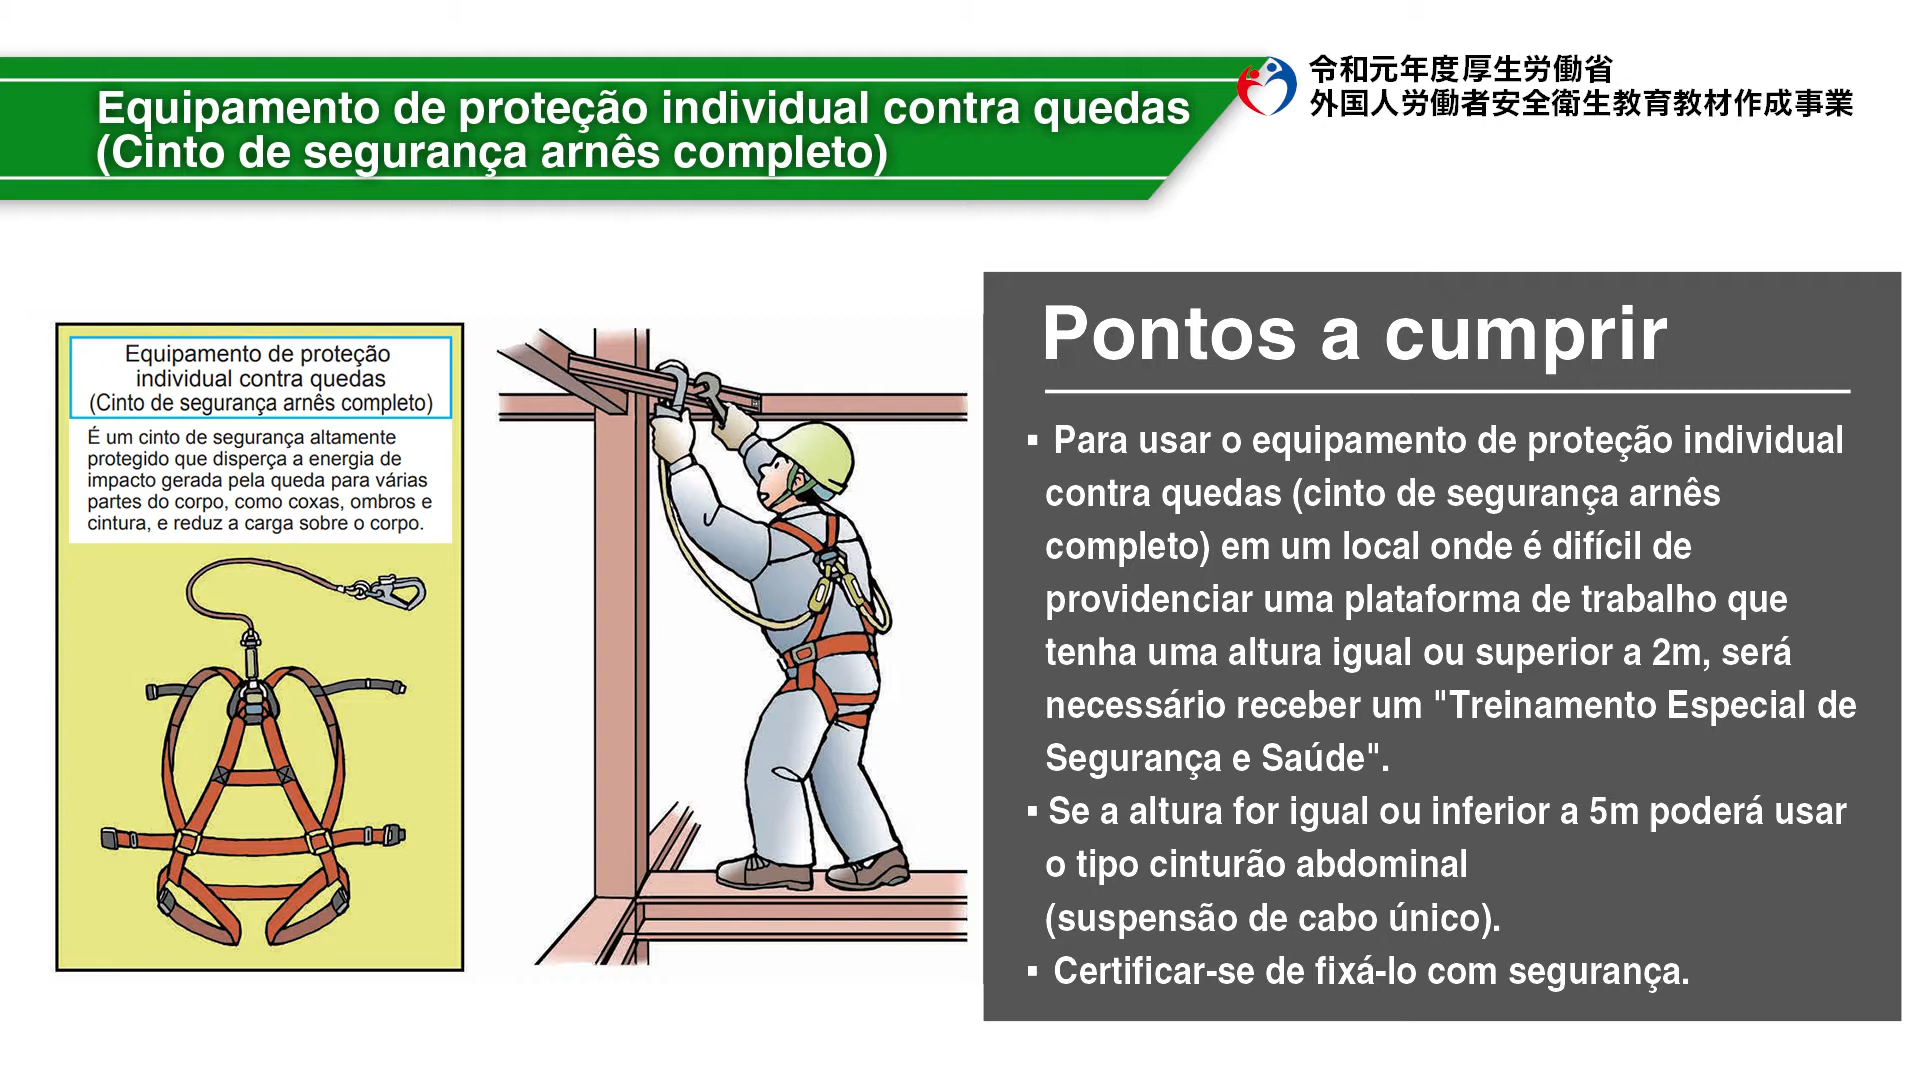 Equipamento de proteção individual contra quedas
(Cinto de segurança arnês completo)
令和元年度厚生労働省
外国人労働者安全衛生教育教材作成事業
Equipamento de proteção
individual contra quedas
(Cinto de segurança arnês completo)
É um cinto de segurança altamente
protegido que disperça a energia de
impacto gerada pela queda para várias
partes do corpo, como coxas, ombros e
cintura, e reduz a carga sobre o corpo.
Pontos a cumprir
▪ Para usar o equipamento de proteção individual
contra quedas (cinto de segurança arnês
completo) em um local onde é difícil de
providenciar uma plataforma de trabalho que
tenha uma altura igual ou superior a 2m, será
necessário receber um "Treinamento Especial de
Segurança e Saúde".
▪ Se a altura for igual ou inferior a 5m poderá usar
o tipo cinturão abdominal
(suspensão de cabo único).
▪ Certificar-se de fixá-lo com segurança.